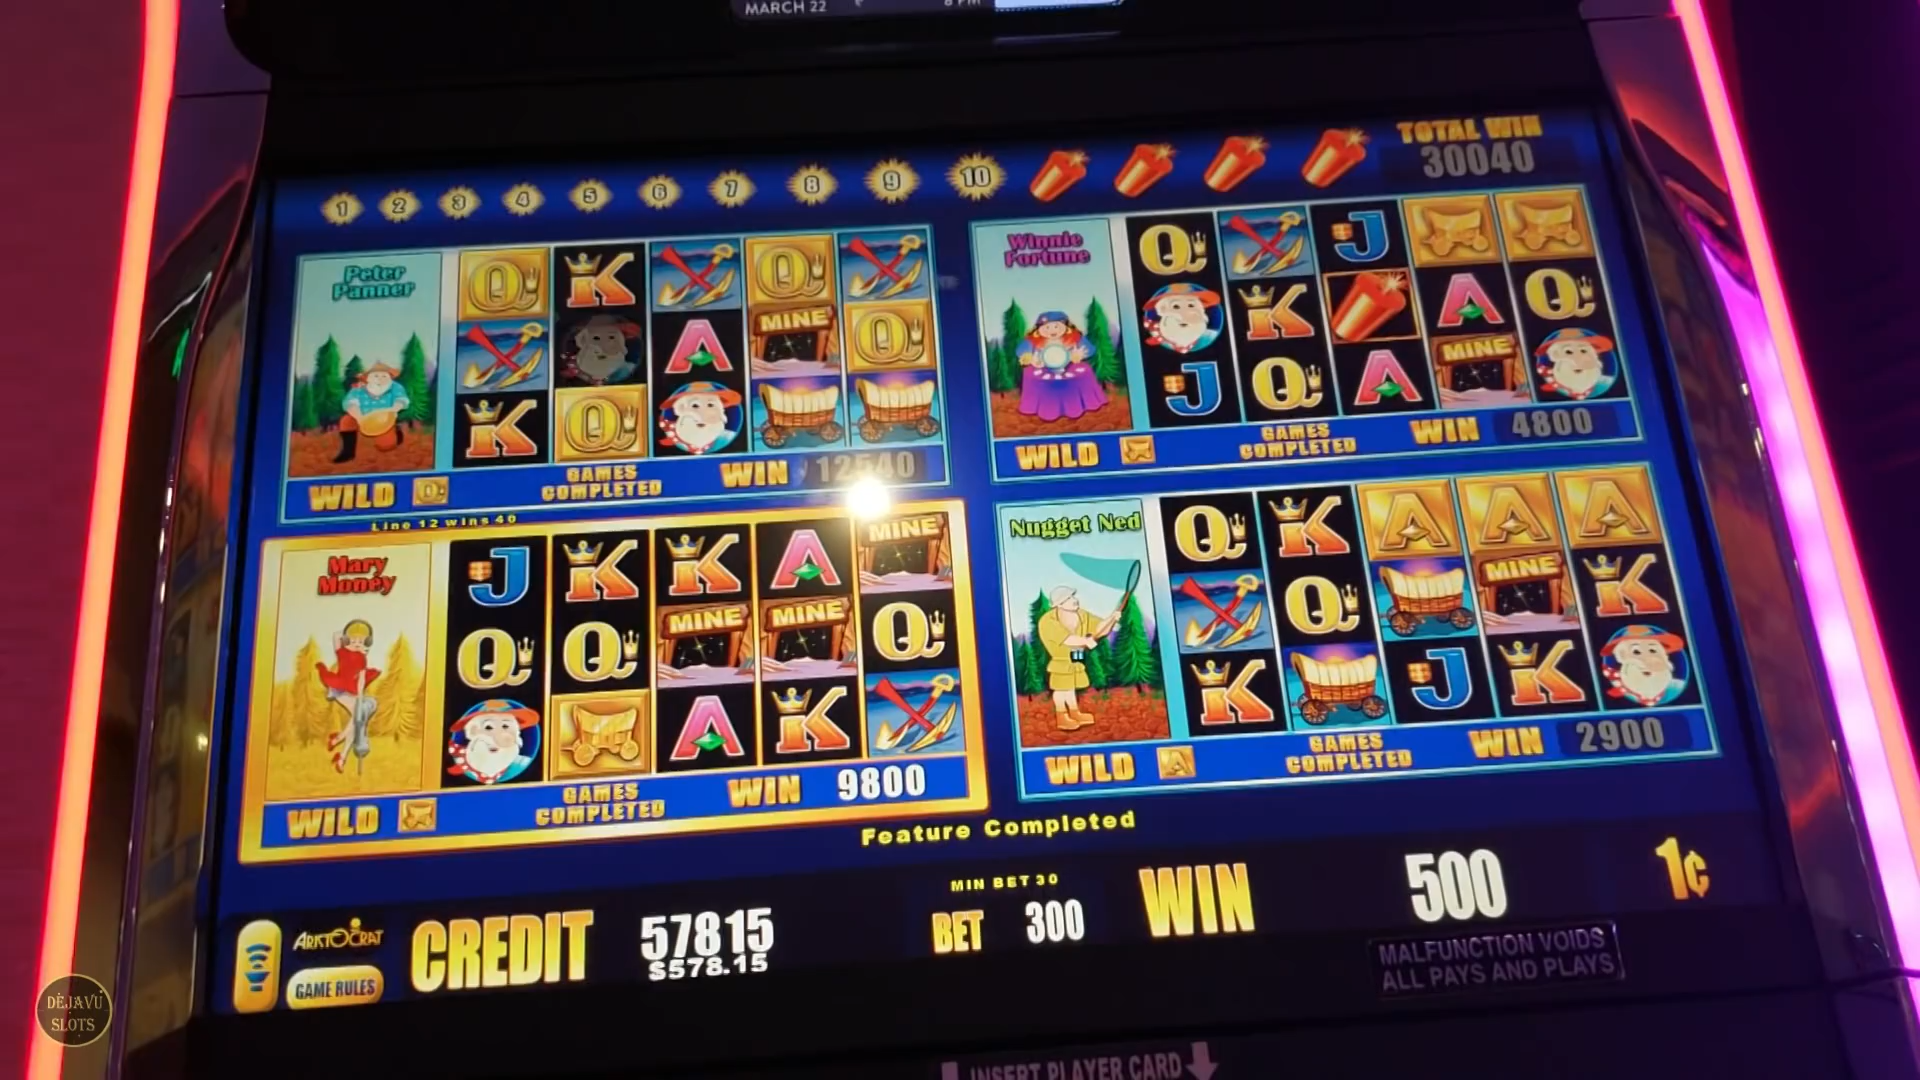 MARCH 22
8 PM
TOTAL WIN
30040
1 2 3 4 5 6 7 8 9 10
Peter
Panner
Q K Q
MINE
A Q
K Q
WILD Q GAMES COMPLETED WIN 12540
Winnie
Fortune
Q J
K A Q
J Q A MINE
WILD GAMES COMPLETED WIN 4800
Line 12 wins 40
Mary
Money
J K K A MINE
Q Q MINE MINE Q
A K
WILD GAMES COMPLETED WIN 9800
Nugget Ned
Q K A A A
Q MINE K
K J K
WILD A GAMES COMPLETED WIN 2900
Feature Completed
MIN BET 30
ARISTOCRAT
GAME RULES
CREDIT 57815
$578.15
BET 300
WIN 500
1¢
MALFUNCTION VOIDS
ALL PAYS AND PLAYS
INSERT PLAYER CARD
DÉJAVU
SLOTS